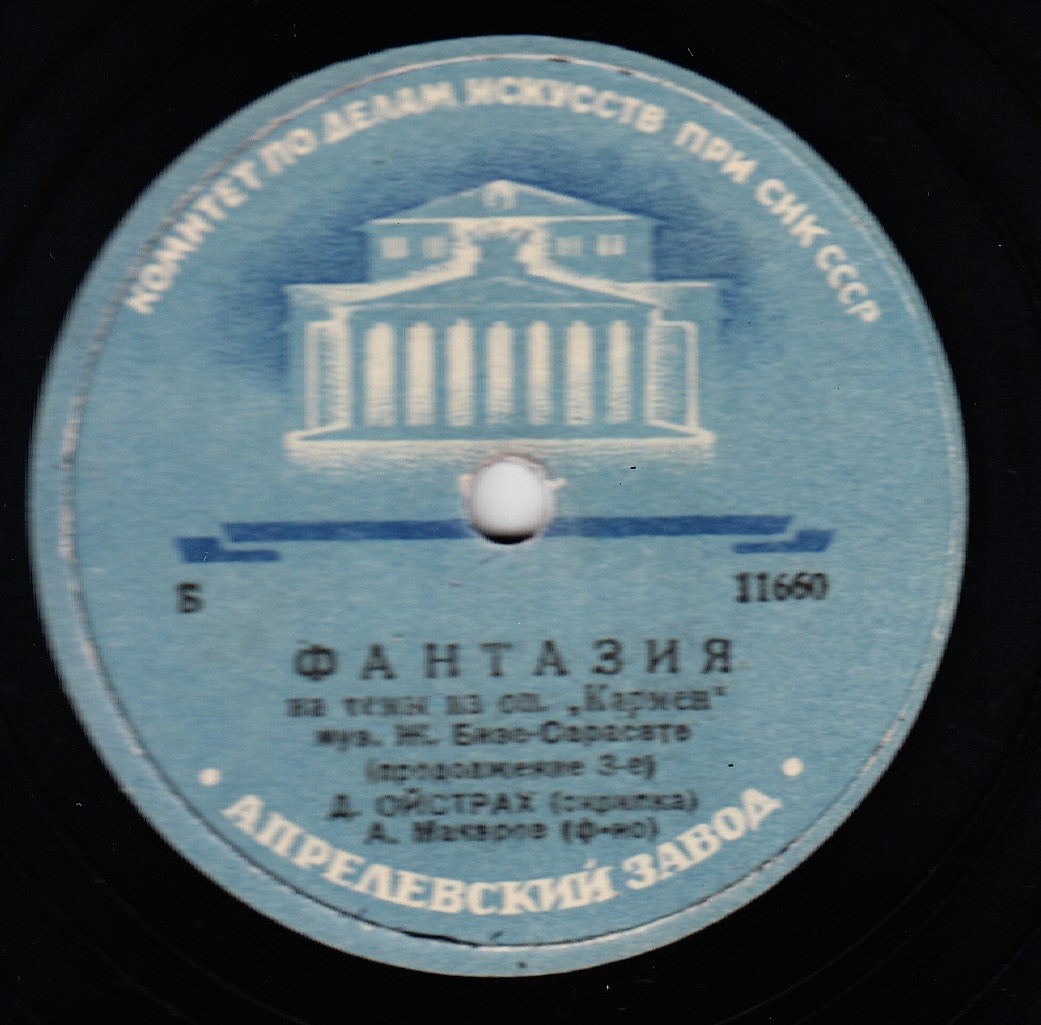 КОМИТЕТ ПО ДЕЛАМ ИСКУССТВ ПРИ СНК СССР
Б 11660
ФАНТАЗИЯ
на темы из оп. „Кармен"
муз. Ж. Бизе-Сарасате
(продолжение 3-е)
Д. ОЙСТРАХ (скрипка)
А. Макаров (ф-но)
АПРЕЛЕВСКИЙ ЗАВОД